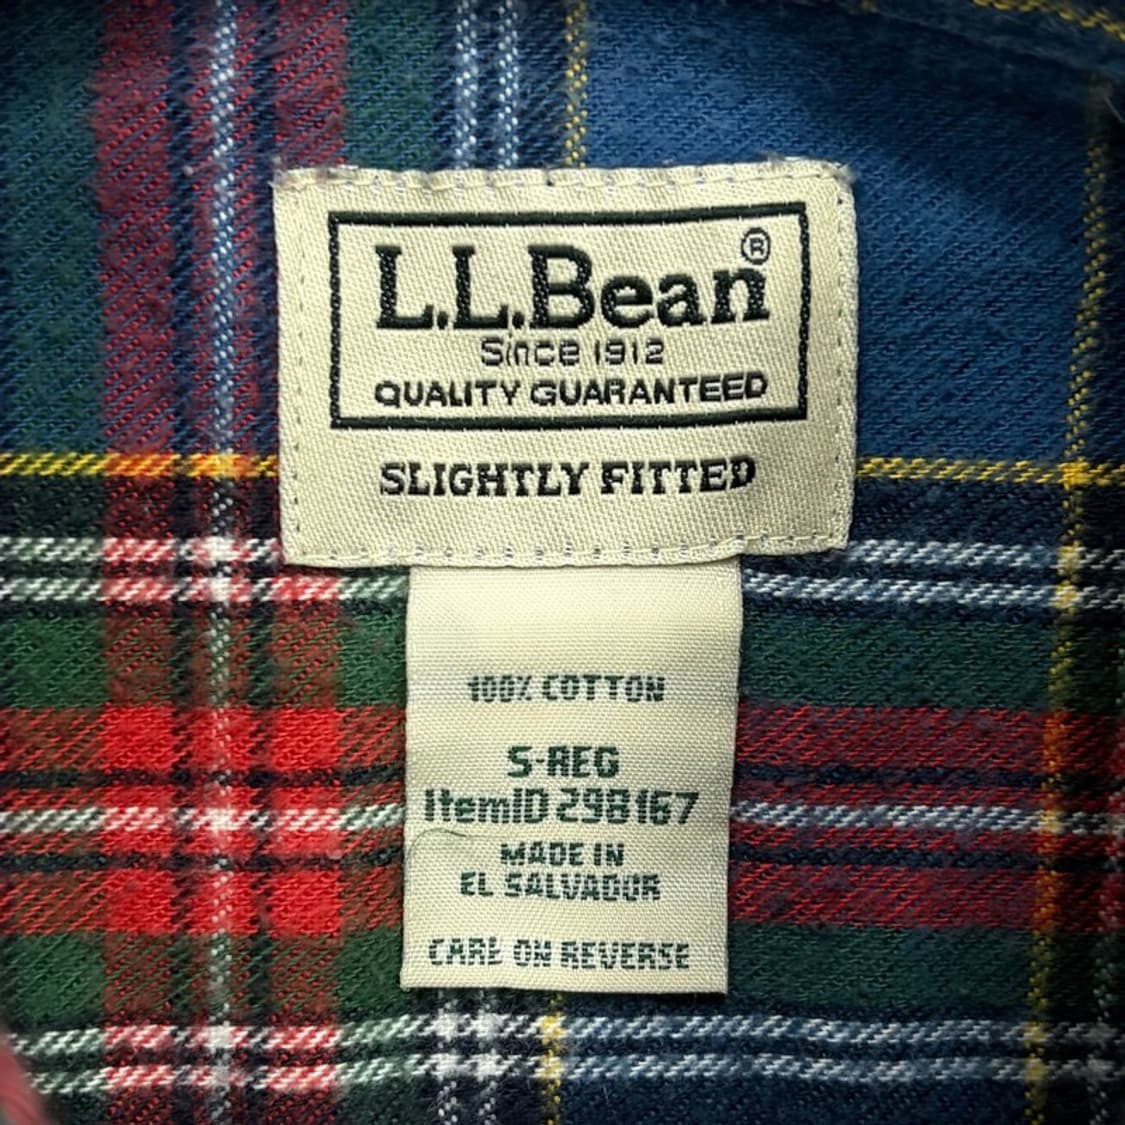 L.L.Bean®
Since 1912
QUALITY GUARANTEED
SLIGHTLY FITTED
100% COTTON
S-REG
ItemID 298167
MADE IN
EL SALVADOR
CARE ON REVERSE